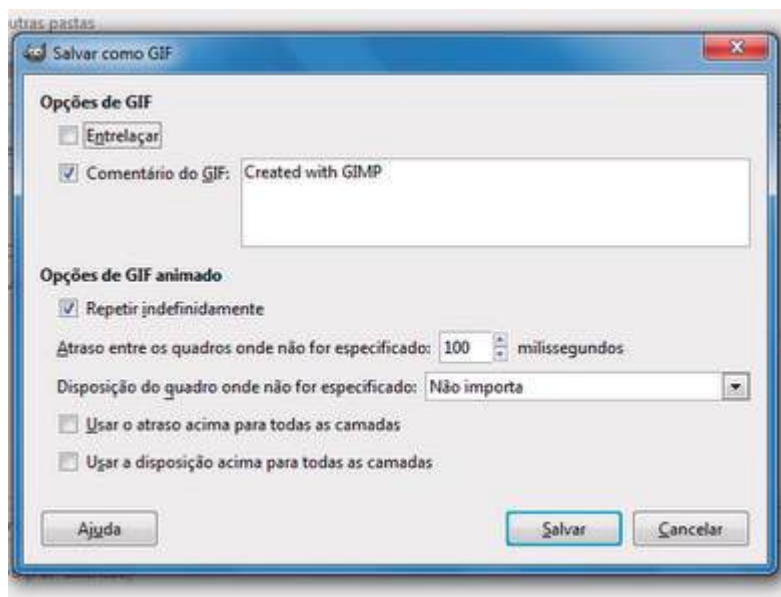 utras pastas
Salvar como GIF
Opções de GIF
Entrelaçar
Comentário do GIF: Created with GIMP
Opções de GIF animado
Repetir indefinidamente
Atraso entre os quadros onde não for especificado: 100 milissegundos
Disposição do quadro onde não for especificado: Não importa
Usar o atraso acima para todas as camadas
Usar a disposição acima para todas as camadas
Ajuda Salvar Cancelar